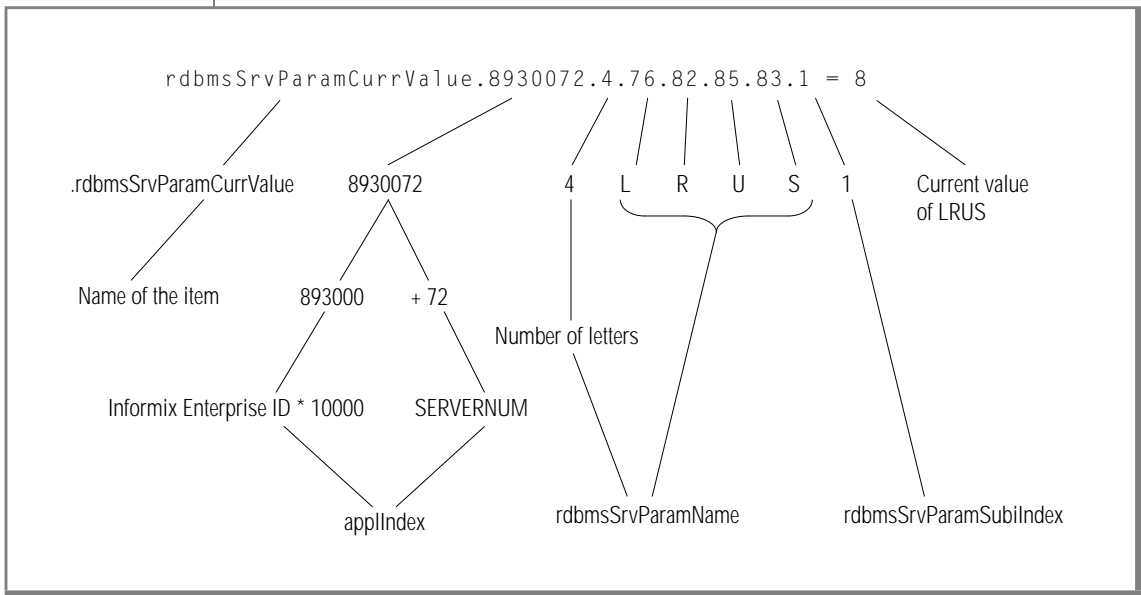 rdbmsSrvParamCurrValue.8930072.4.76.82.85.83.1 = 8
.rdbmsSrvParamCurrValue 8930072 4 L R U S 1 Current value
of LRUS
Name of the item 893000 + 72
Number of letters
Informix Enterprise ID * 10000 SERVERNUM
applIndex rdbmsSrvParamName rdbmsSrvParamSubiIndex